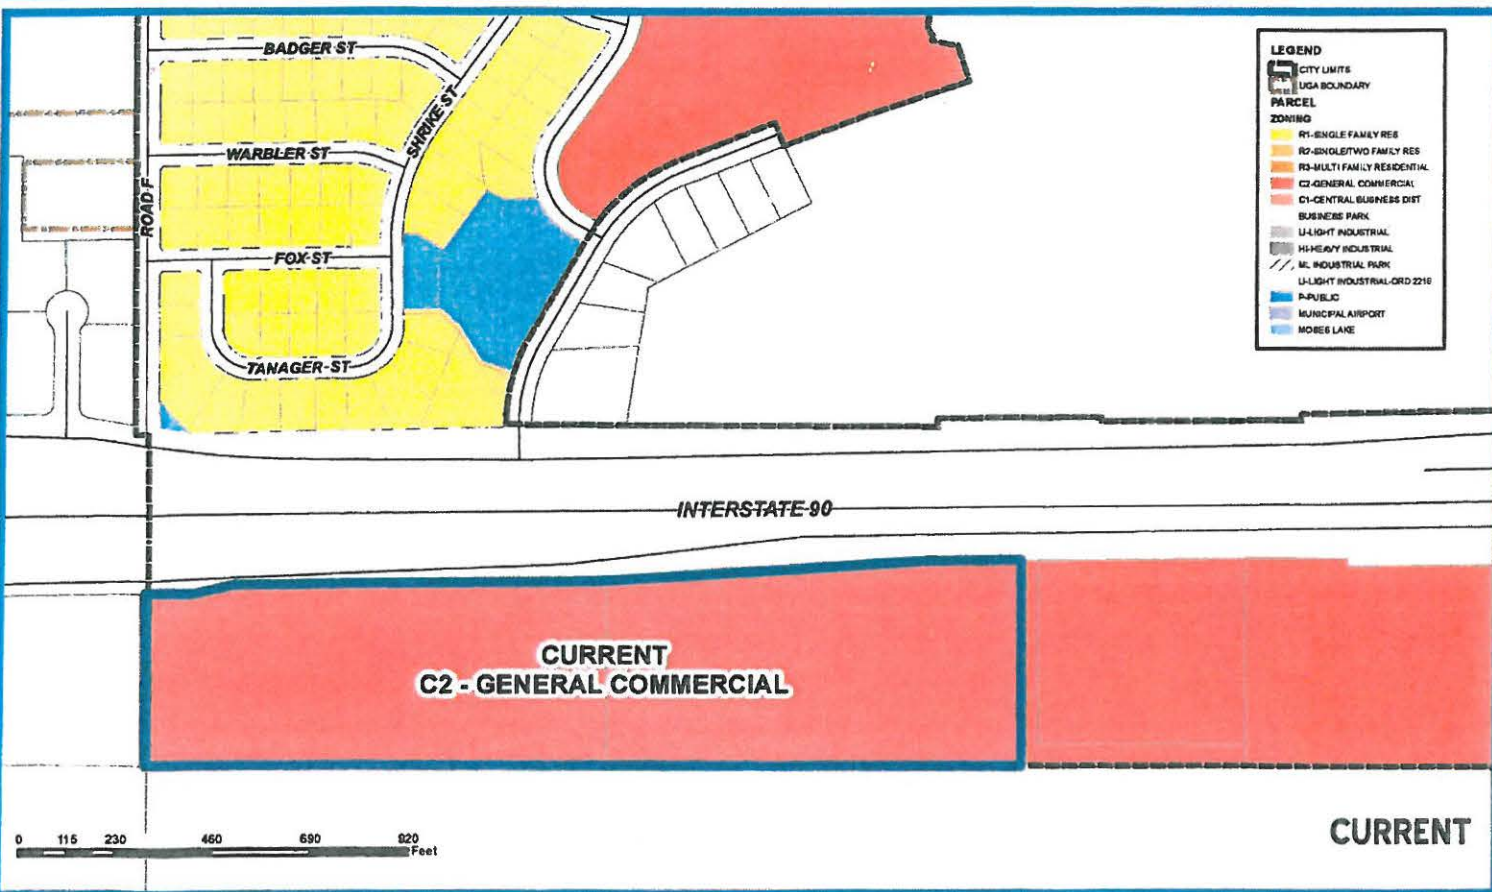 BADGER ST
SHRIKE ST
WARBLER ST
ROAD F
FOX ST
TANAGER ST
LEGEND
CITY LIMITS
UGA BOUNDARY
PARCEL
ZONING
R1-SINGLE FAMILY RES
R2-SINGLE/TWO FAMILY RES
R3-MULTI FAMILY RESIDENTIAL
C2-GENERAL COMMERCIAL
C1-CENTRAL BUSINESS DIST
BUSINESS PARK
LI-LIGHT INDUSTRIAL
HI-HEAVY INDUSTRIAL
ML INDUSTRIAL PARK
LI-LIGHT INDUSTRIAL-ORD 2216
P-PUBLIC
MUNICIPAL AIRPORT
MOSES LAKE
INTERSTATE 90
CURRENT
C2 - GENERAL COMMERCIAL
0 115 230 460 690 920
Feet
CURRENT